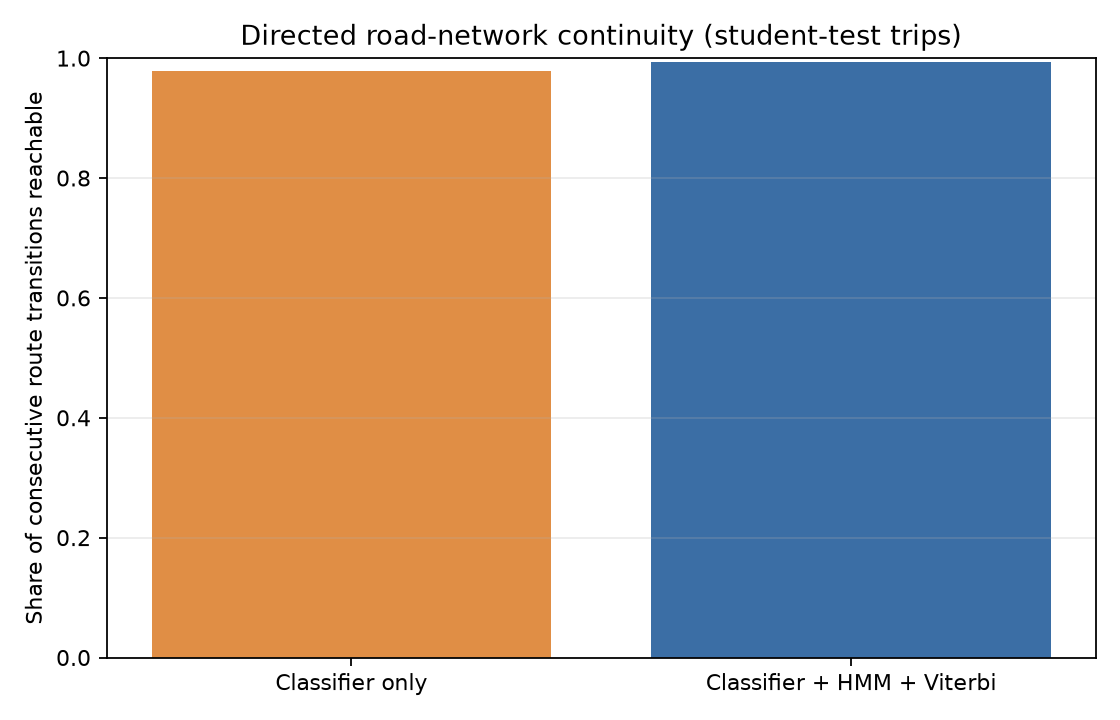 Directed road-network continuity (student-test trips)
Share of consecutive route transitions reachable
1.0
0.8
0.6
0.4
0.2
0.0
Classifier only
Classifier + HMM + Viterbi